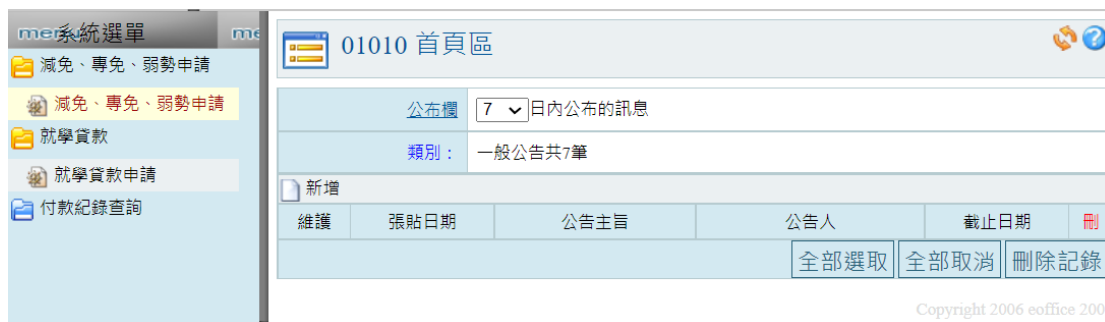 系統選單
減免、專免、弱勢申請
減免、專免、弱勢申請
就學貸款
就學貸款申請
付款紀錄查詢
01010 首頁區
公布欄 7 日內公布的訊息
類別： 一般公告共7筆
新增
維護 張貼日期 公告主旨 公告人 截止日期 刪
全部選取 全部取消 刪除記錄
Copyright 2006 eoffice 200